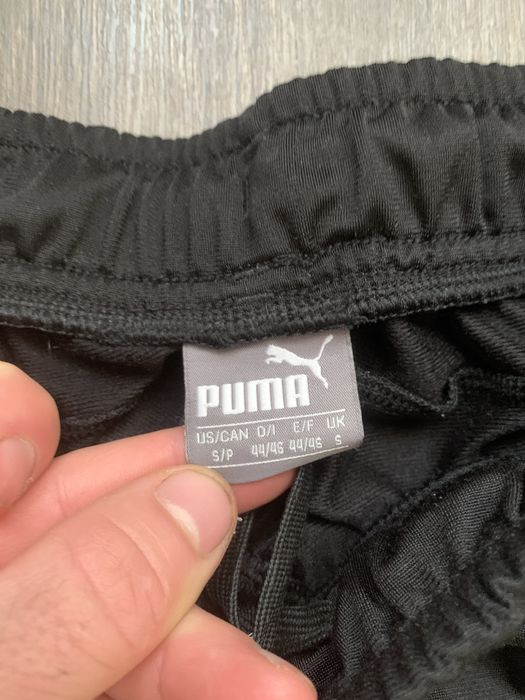 PUMA
US/CAN D/I E/F UK
S/P 44/46 44/46 S